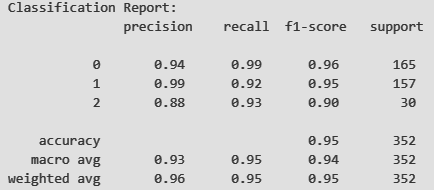 Classification Report:
precision recall f1-score support
0 0.94 0.99 0.96 165
1 0.99 0.92 0.95 157
2 0.88 0.93 0.90 30
accuracy 0.95 352
macro avg 0.93 0.95 0.94 352
weighted avg 0.96 0.95 0.95 352